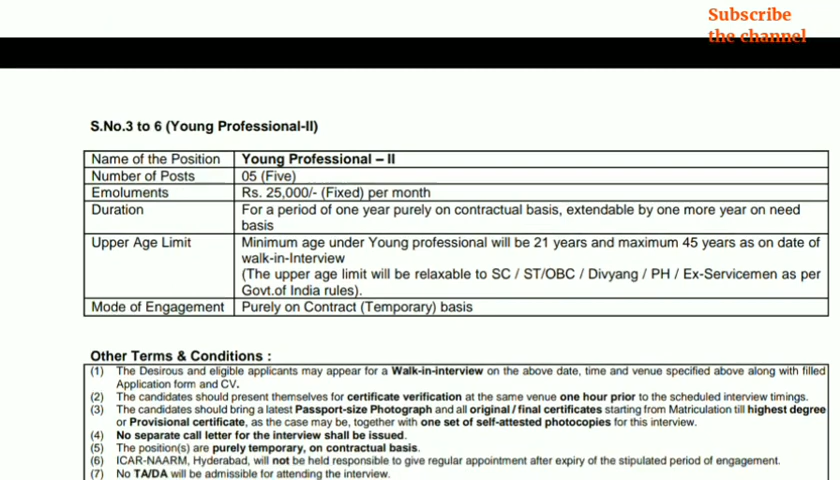 Subscribe
the channel
S.No.3 to 6 (Young Professional-II)
Name of the Position Young Professional – II
Number of Posts 05 (Five)
Emoluments Rs. 25,000/- (Fixed) per month
Duration For a period of one year purely on contractual basis, extendable by one more year on need
basis
Upper Age Limit Minimum age under Young professional will be 21 years and maximum 45 years as on date of
walk-in-Interview
(The upper age limit will be relaxable to SC / ST/OBC / Divyang / PH / Ex-Servicemen as per
Govt.of India rules).
Mode of Engagement Purely on Contract (Temporary) basis
Other Terms & Conditions :
(1) The Desirous and eligible applicants may appear for a Walk-in-interview on the above date, time and venue specified above along with filled
Application form and CV.
(2) The candidates should present themselves for certificate verification at the same venue one hour prior to the scheduled interview timings.
(3) The candidates should bring a latest Passport-size Photograph and all original / final certificates starting from Matriculation till highest degree
or Provisional certificate, as the case may be, together with one set of self-attested photocopies for this interview.
(4) No separate call letter for the interview shall be issued.
(5) The position(s) are purely temporary, on contractual basis.
(6) ICAR-NAARM, Hyderabad, will not be held responsible to give regular appointment after expiry of the stipulated period of engagement.
(7) No TA/DA will be admissible for attending the interview.